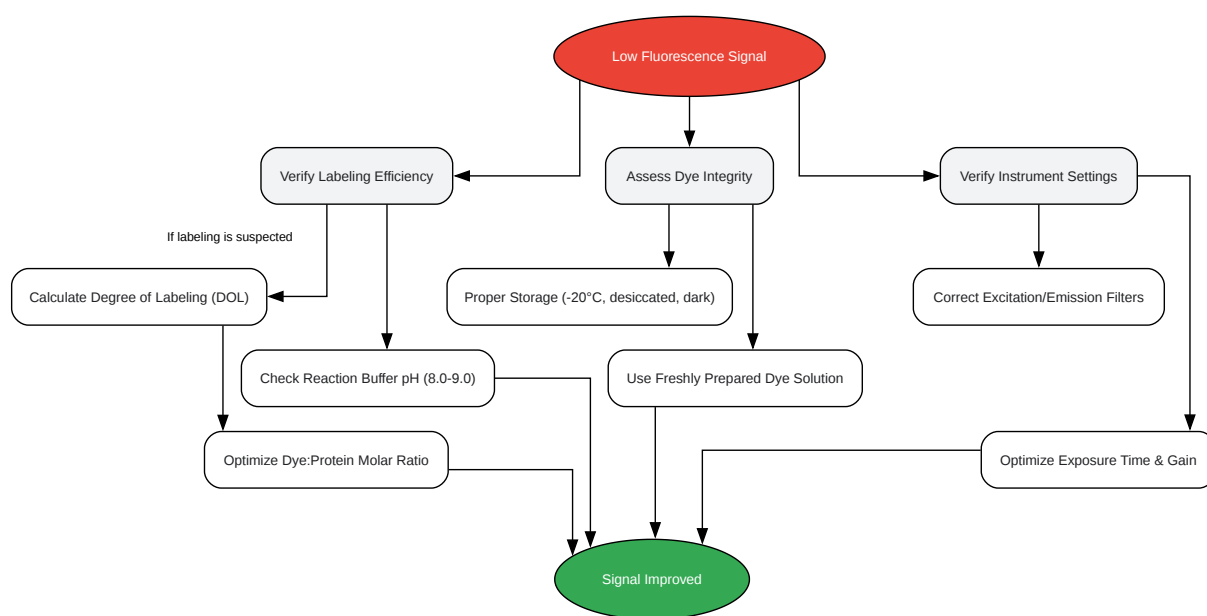 Low Fluorescence Signal
Verify Labeling Efficiency
Assess Dye Integrity
Verify Instrument Settings
If labeling is suspected
Calculate Degree of Labeling (DOL)
Proper Storage (-20°C, desiccated, dark)
Correct Excitation/Emission Filters
Check Reaction Buffer pH (8.0-9.0)
Use Freshly Prepared Dye Solution
Optimize Dye:Protein Molar Ratio
Optimize Exposure Time & Gain
Signal Improved